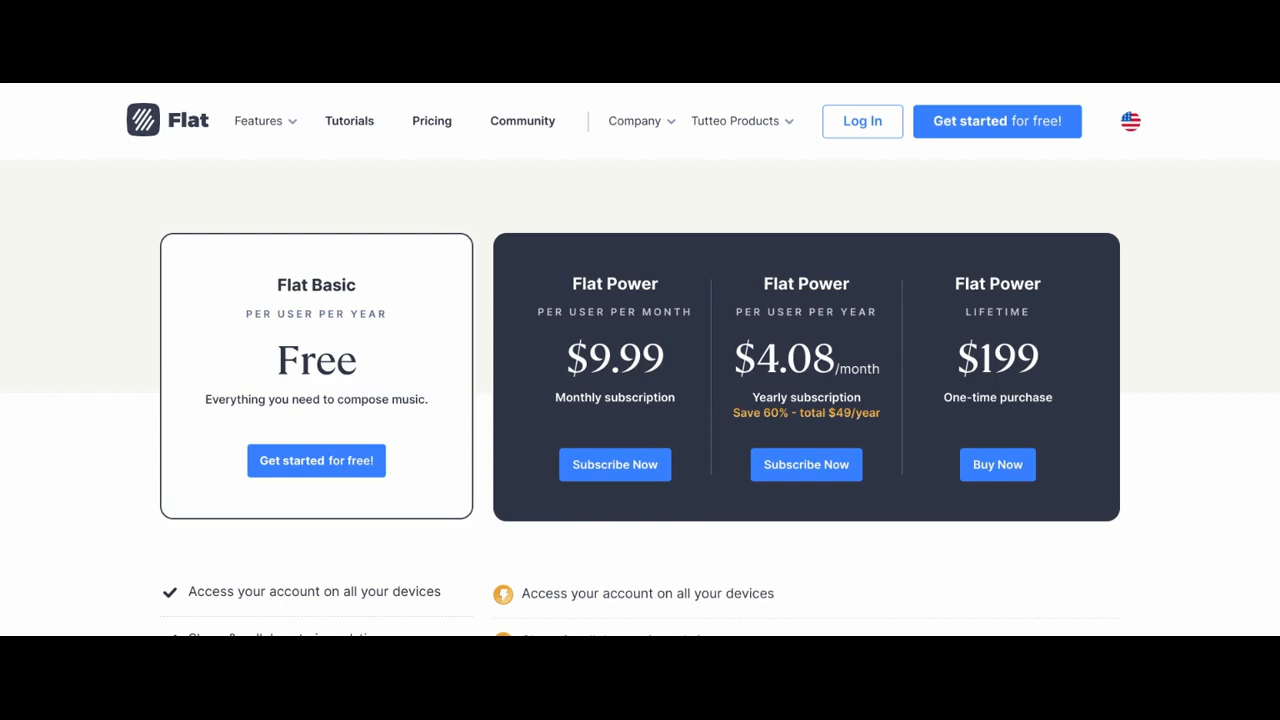 Flat Features Tutorials Pricing Community Company Tutteo Products Log In Get started for free!
Flat Basic
PER USER PER YEAR
Free
Everything you need to compose music.
Get started for free!
Flat Power
PER USER PER MONTH
$9.99
Monthly subscription
Subscribe Now
Flat Power
PER USER PER YEAR
$4.08/month
Yearly subscription
Save 60% - total $49/year
Subscribe Now
Flat Power
LIFETIME
$199
One-time purchase
Buy Now
Access your account on all your devices
Access your account on all your devices